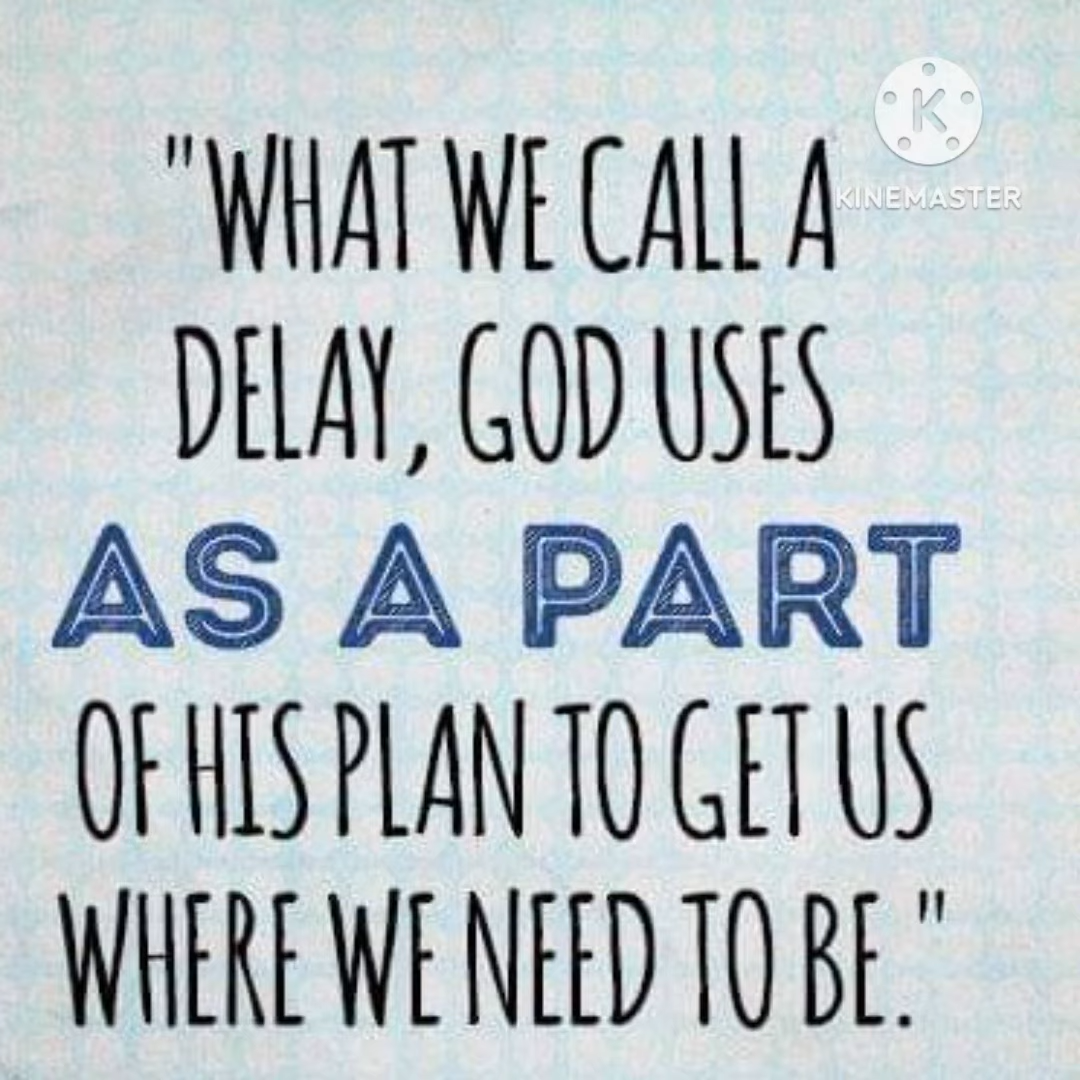 K
KINEMASTER
"WHAT WE CALL A
DELAY, GOD USES
AS A PART
OF HIS PLAN TO GET US
WHERE WE NEED TO BE."